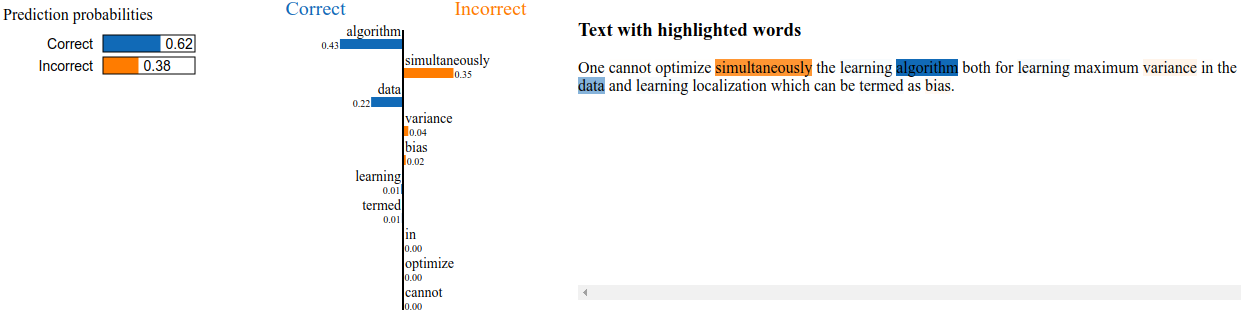 Prediction probabilities
Correct 0.62
Incorrect 0.38
Correct Incorrect
algorithm
0.43
simultaneously
0.35
data
0.22
variance
0.04
bias
0.02
learning
0.01
termed
0.01
in
0.00
optimize
0.00
cannot
0.00
Text with highlighted words
One cannot optimize simultaneously the learning algorithm both for learning maximum variance in the
data and learning localization which can be termed as bias.